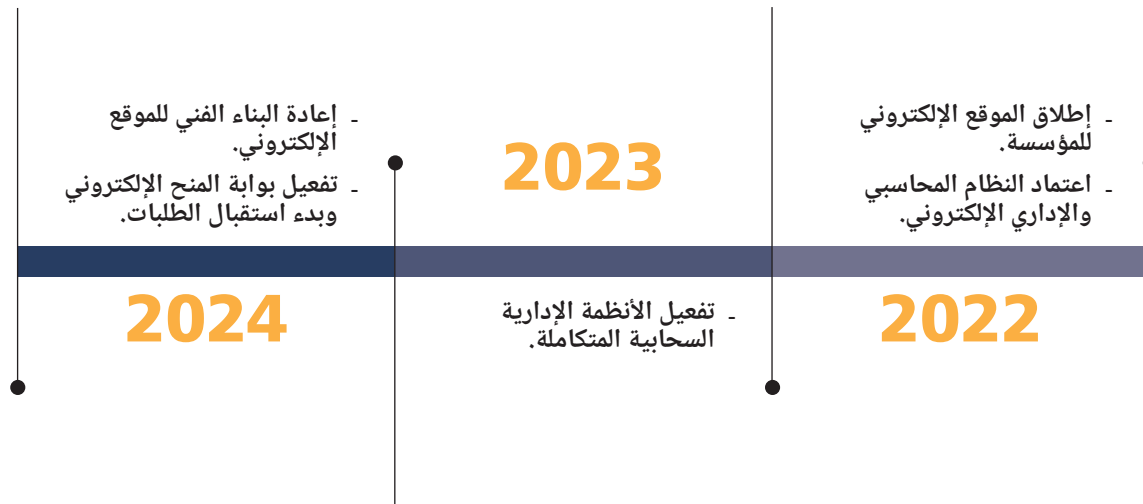 2022
- إطلاق الموقع الإلكتروني
للمؤسسة.
- اعتماد النظام المحاسبي
والإداري الإلكتروني.
2023
- تفعيل الأنظمة الإدارية
السحابية المتكاملة.
2024
- إعادة البناء الفني للموقع
الإلكتروني.
- تفعيل بوابة المنح الإلكتروني
وبدء استقبال الطلبات.